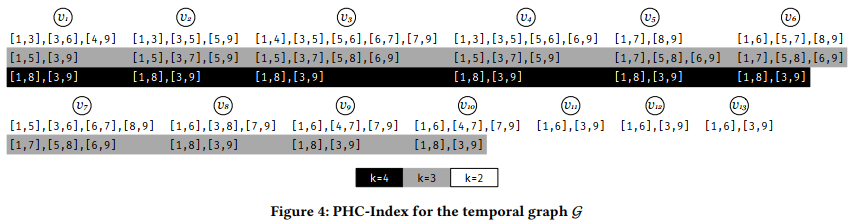 v₁ v₂ v₃ v₄ v₅ v₆
[1,3],[3,6],[4,9] [1,3],[3,5],[5,9] [1,4],[3,5],[5,6],[6,7],[7,9] [1,3],[3,5],[5,6],[6,9] [1,7],[8,9] [1,6],[5,7],[8,9]
[1,5],[3,9] [1,5],[3,7],[5,9] [1,5],[3,7],[5,8],[6,9] [1,5],[3,7],[5,9] [1,7],[5,8],[6,9] [1,7],[5,8],[6,9]
[1,8],[3,9] [1,8],[3,9] [1,8],[3,9] [1,8],[3,9] [1,8],[3,9] [1,8],[3,9]
v₇ v₈ v₉ v₁₀ v₁₁ v₁₂ v₁₃
[1,5],[3,6],[6,7],[8,9] [1,6],[3,8],[7,9] [1,6],[4,7],[7,9] [1,6],[4,7],[7,9] [1,6],[3,9] [1,6],[3,9] [1,6],[3,9]
[1,7],[5,8],[6,9] [1,8],[3,9] [1,8],[3,9] [1,8],[3,9]
k=4 k=3 k=2
Figure 4: PHC-Index for the temporal graph 𝒢